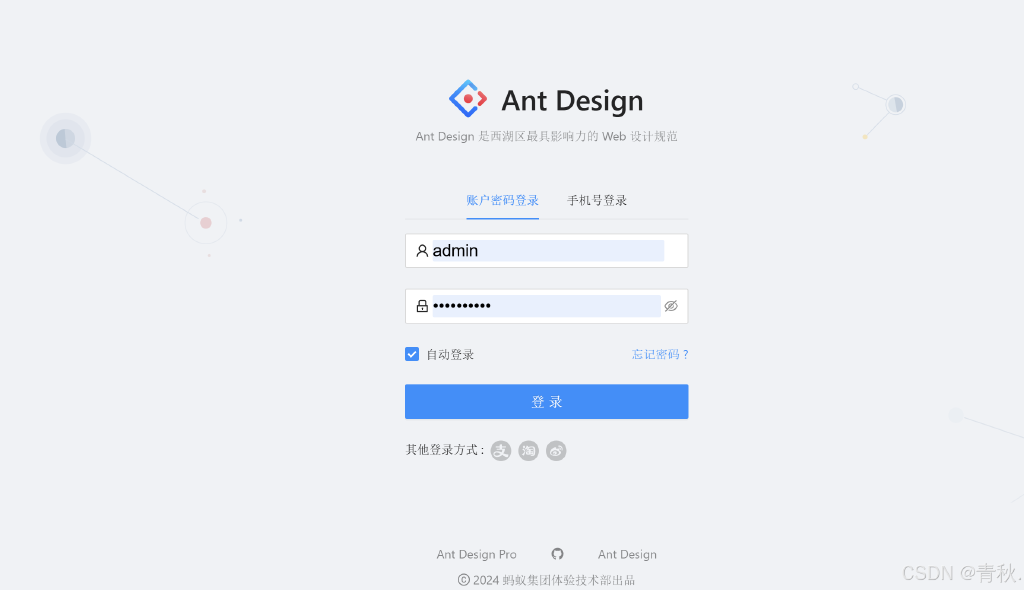 Ant Design
Ant Design 是西湖区最具影响力的 Web 设计规范
账户密码登录 手机号登录
admin
••••••••••
自动登录 忘记密码 ?
登 录
其他登录方式 : 支 淘
Ant Design Pro Ant Design
© 2024 蚂蚁集团体验技术部出品
CSDN @青秋.